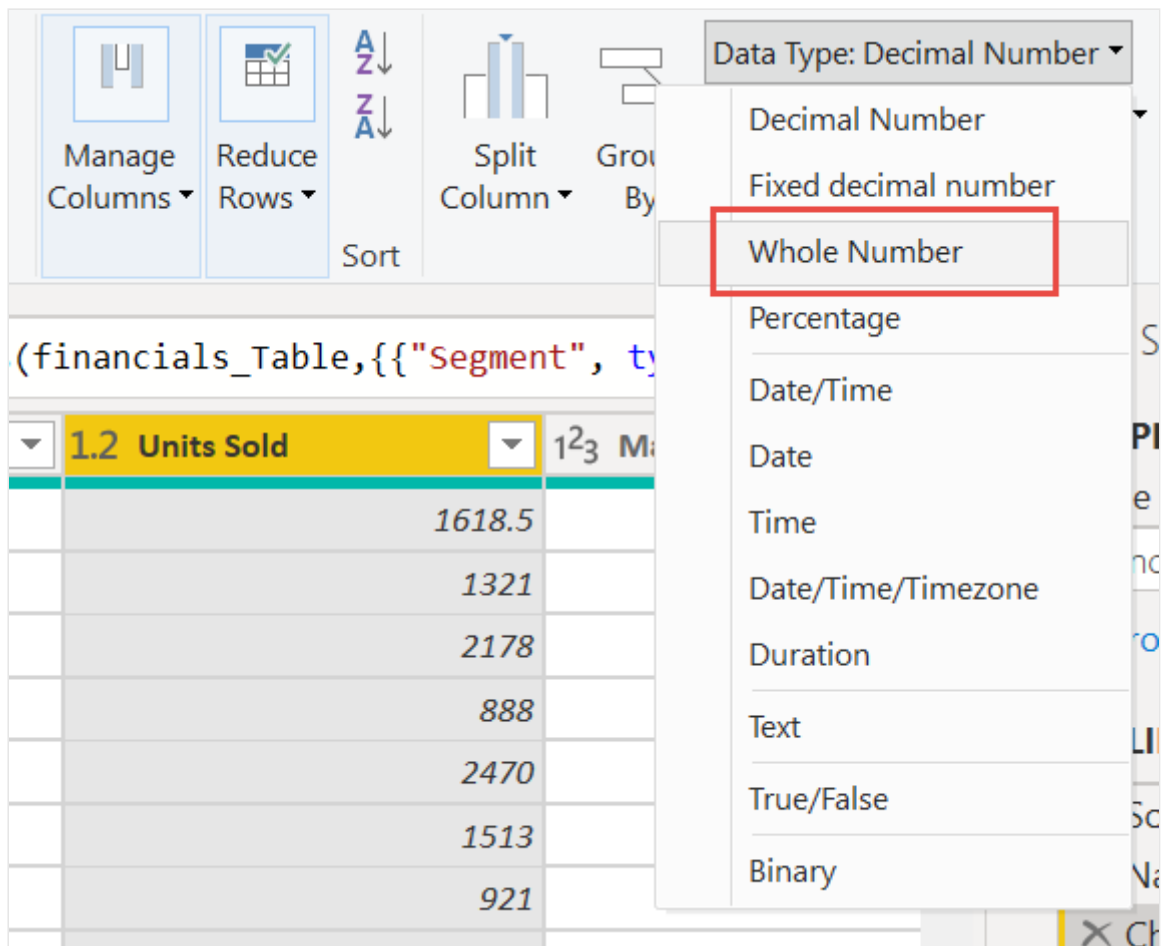 Data Type: Decimal Number
Manage Columns
Reduce Rows
A Z
Z A
Sort
Split Column
By
Decimal Number
Fixed decimal number
Whole Number
Percentage
Date/Time
Date
Time
Date/Time/Timezone
Duration
Text
True/False
Binary
(financials_Table,{{"Segment",
1.2 Units Sold
123
1618.5
1321
2178
888
2470
1513
921